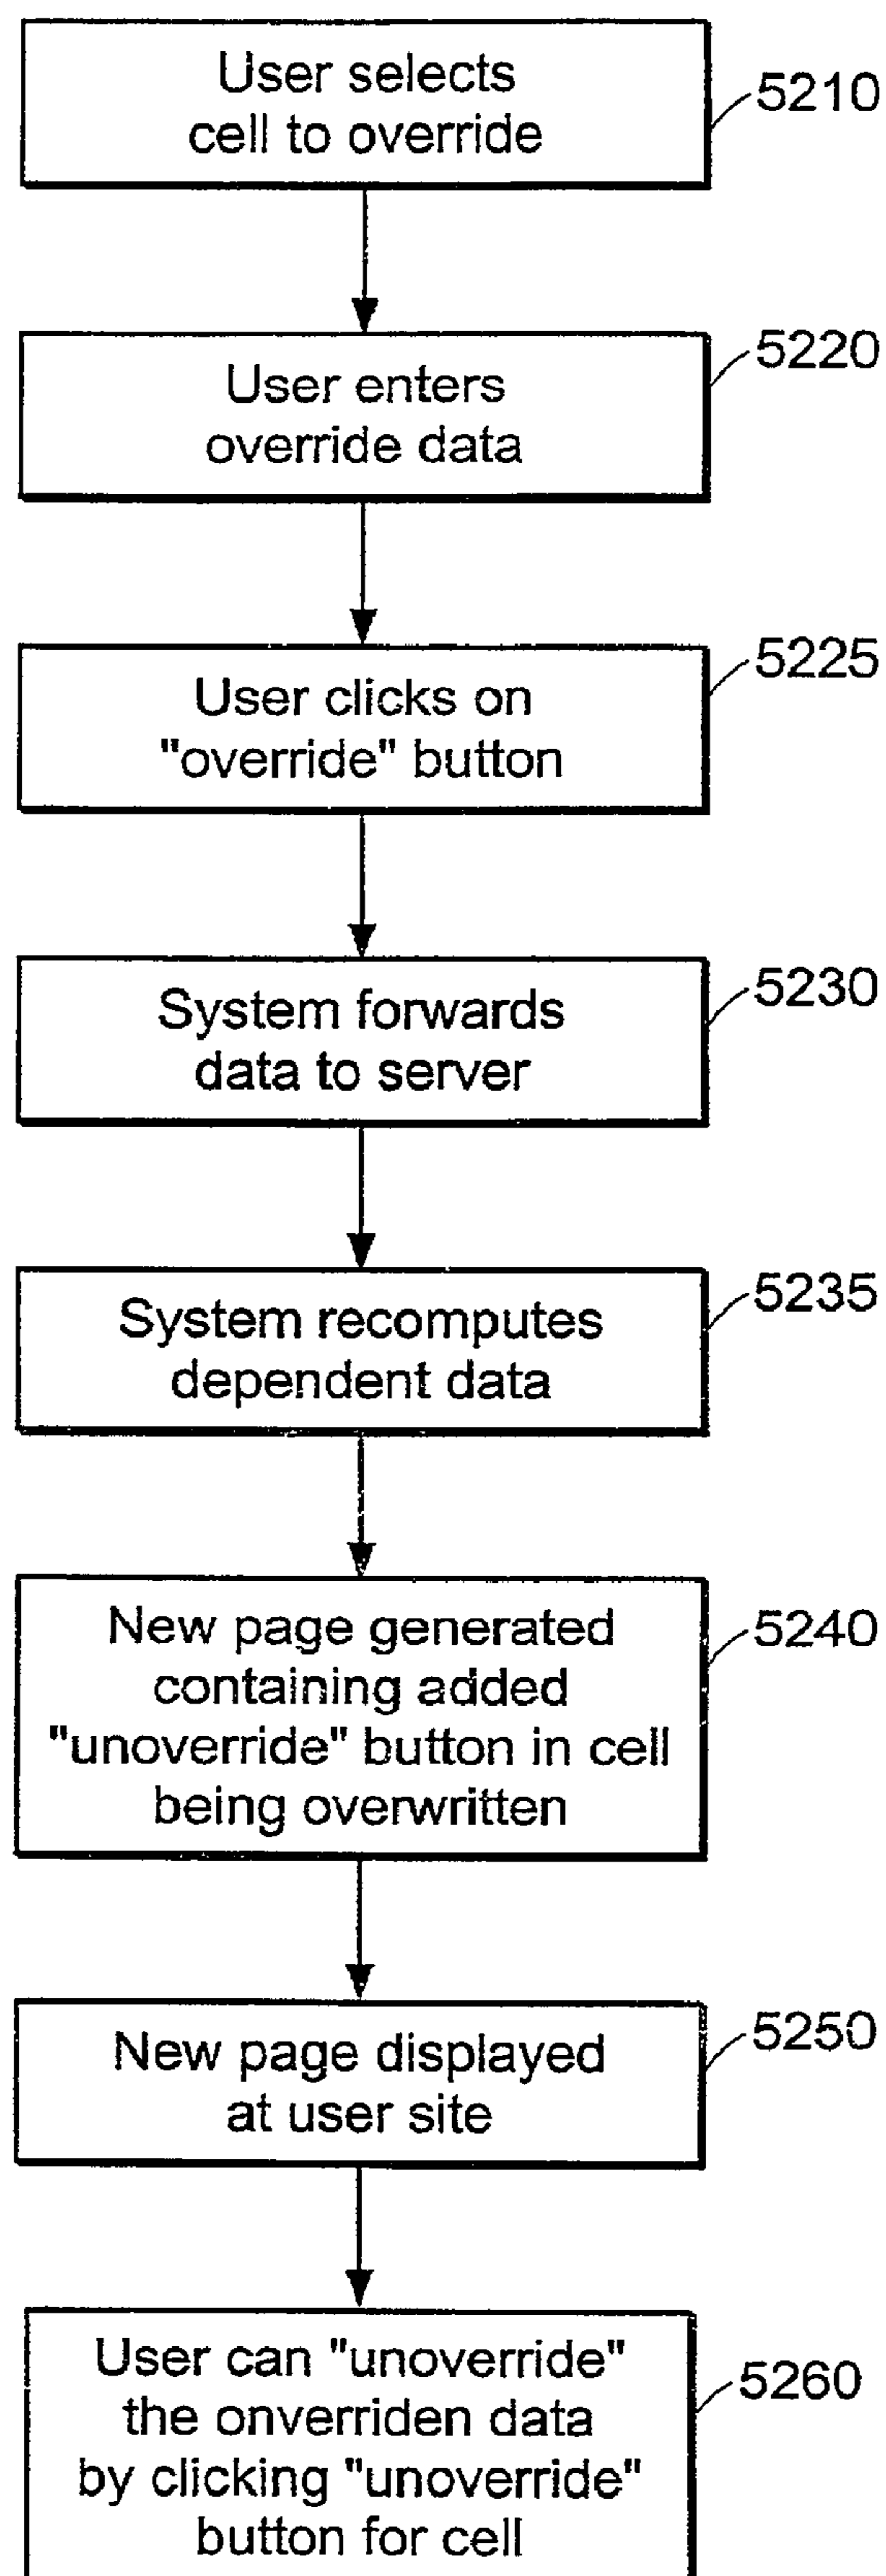 User selects
cell to override
5210
User enters
override data
5220
User clicks on
"override" button
5225
System forwards
data to server
5230
System recomputes
dependent data
5235
New page generated
containing added
"unoverride" button in cell
being overwritten
5240
New page displayed
at user site
5250
User can "unoverride"
the onverriden data
by clicking "unoverride"
button for cell
5260